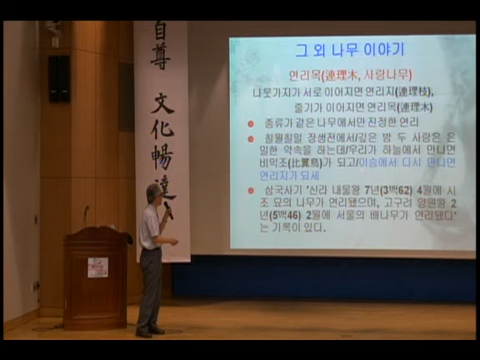 自尊 文化暢達
그 외 나무 이야기
연리목(連理木, 사랑나무)
나뭇가지가 서로 이어지면 연리지(連理枝),
줄기가 이어지면 연리목(連理木)
종류가 같은 나무에서만 진정한 연리
칠월칠일 장생전에서/깊은 밤 두 사람은 은
밀한 약속을 하는데/우리가 하늘에서 만나면
비익조(比翼鳥)가 되고/이승에서 다시 만나면
연리지가 되세
삼국사기 '신라 내물왕 7년(3백62) 4월에 시
조 묘의 나무가 연리됐으며, 고구려 양원왕 2
년(5백46) 2월에 서울의 배나무가 연리됐다'
는 기록이 있다.